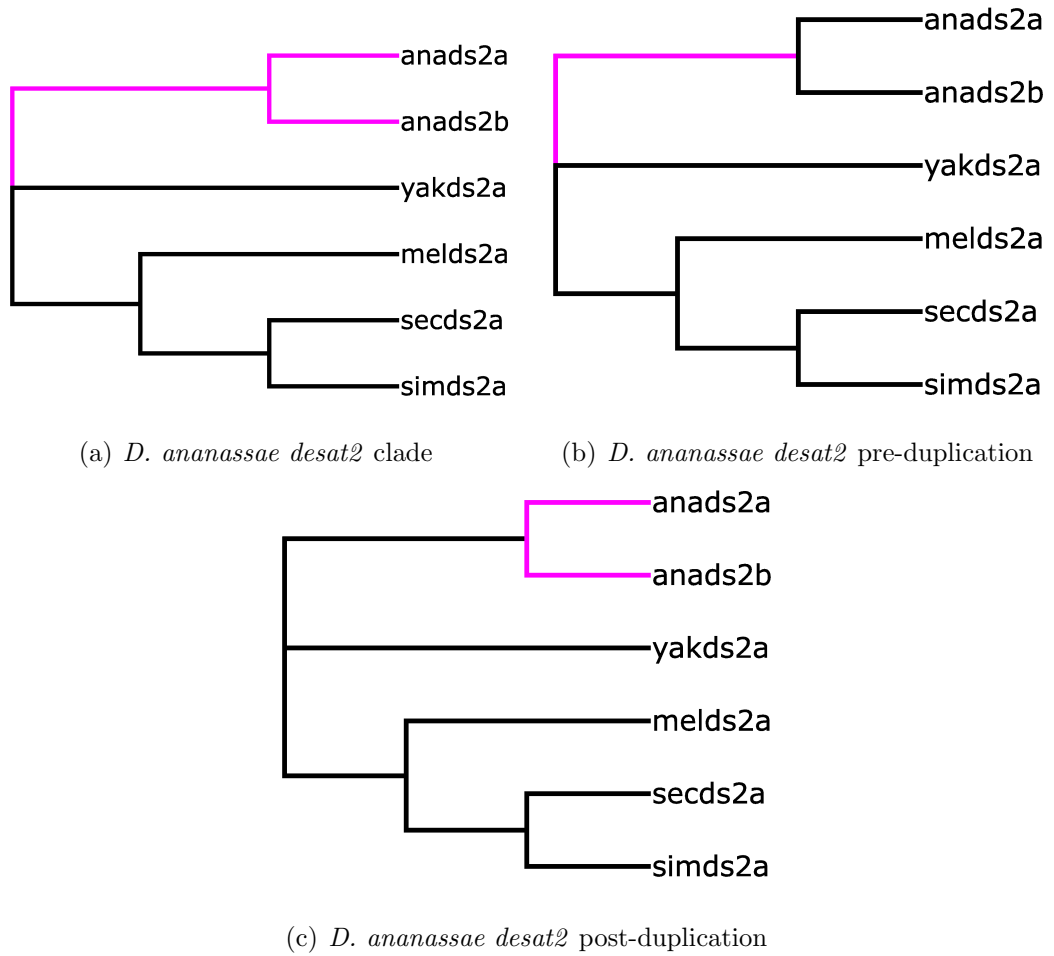 anads2a
anads2b
yakds2a
melds2a
secds2a
simds2a
(a) D. ananassae desat2 clade
anads2a
anads2b
yakds2a
melds2a
secds2a
simds2a
(b) D. ananassae desat2 pre-duplication
anads2a
anads2b
yakds2a
melds2a
secds2a
simds2a
(c) D. ananassae desat2 post-duplication